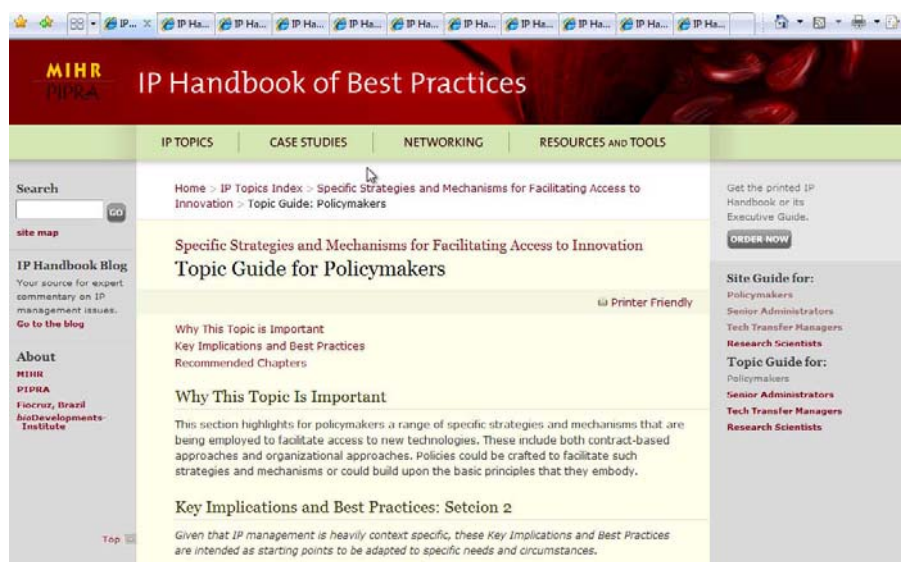 IP... x IP Ha... IP Ha... IP Ha... IP Ha... IP Ha... IP Ha... IP Ha... IP Ha... IP Ha... IP Ha...
MIHR
PIPRA
IP Handbook of Best Practices
IP TOPICS
CASE STUDIES
NETWORKING
RESOURCES AND TOOLS
Search
GO
site map
IP Handbook Blog
Your source for expert
commentary on IP
management issues.
Go to the blog
About
MIHR
PIPRA
Fiocruz, Brazil
bioDevelopments-
Institute
Top
Home > IP Topics Index > Specific Strategies and Mechanisms for Facilitating Access to
Innovation > Topic Guide: Policymakers
Specific Strategies and Mechanisms for Facilitating Access to Innovation
Topic Guide for Policymakers
Printer Friendly
Why This Topic is Important
Key Implications and Best Practices
Recommended Chapters
Why This Topic Is Important
This section highlights for policymakers a range of specific strategies and mechanisms that are
being employed to facilitate access to new technologies. These include both contract-based
approaches and organizational approaches. Policies could be crafted to facilitate such
strategies and mechanisms or could build upon the basic principles that they embody.
Key Implications and Best Practices: Setcion 2
Given that IP management is heavily context specific, these Key Implications and Best Practices
are intended as starting points to be adapted to specific needs and circumstances.
Get the printed IP
Handbook or its
Executive Guide.
ORDER NOW
Site Guide for:
Policymakers
Senior Administrators
Tech Transfer Managers
Research Scientists
Topic Guide for:
Policymakers
Senior Administrators
Tech Transfer Managers
Research Scientists